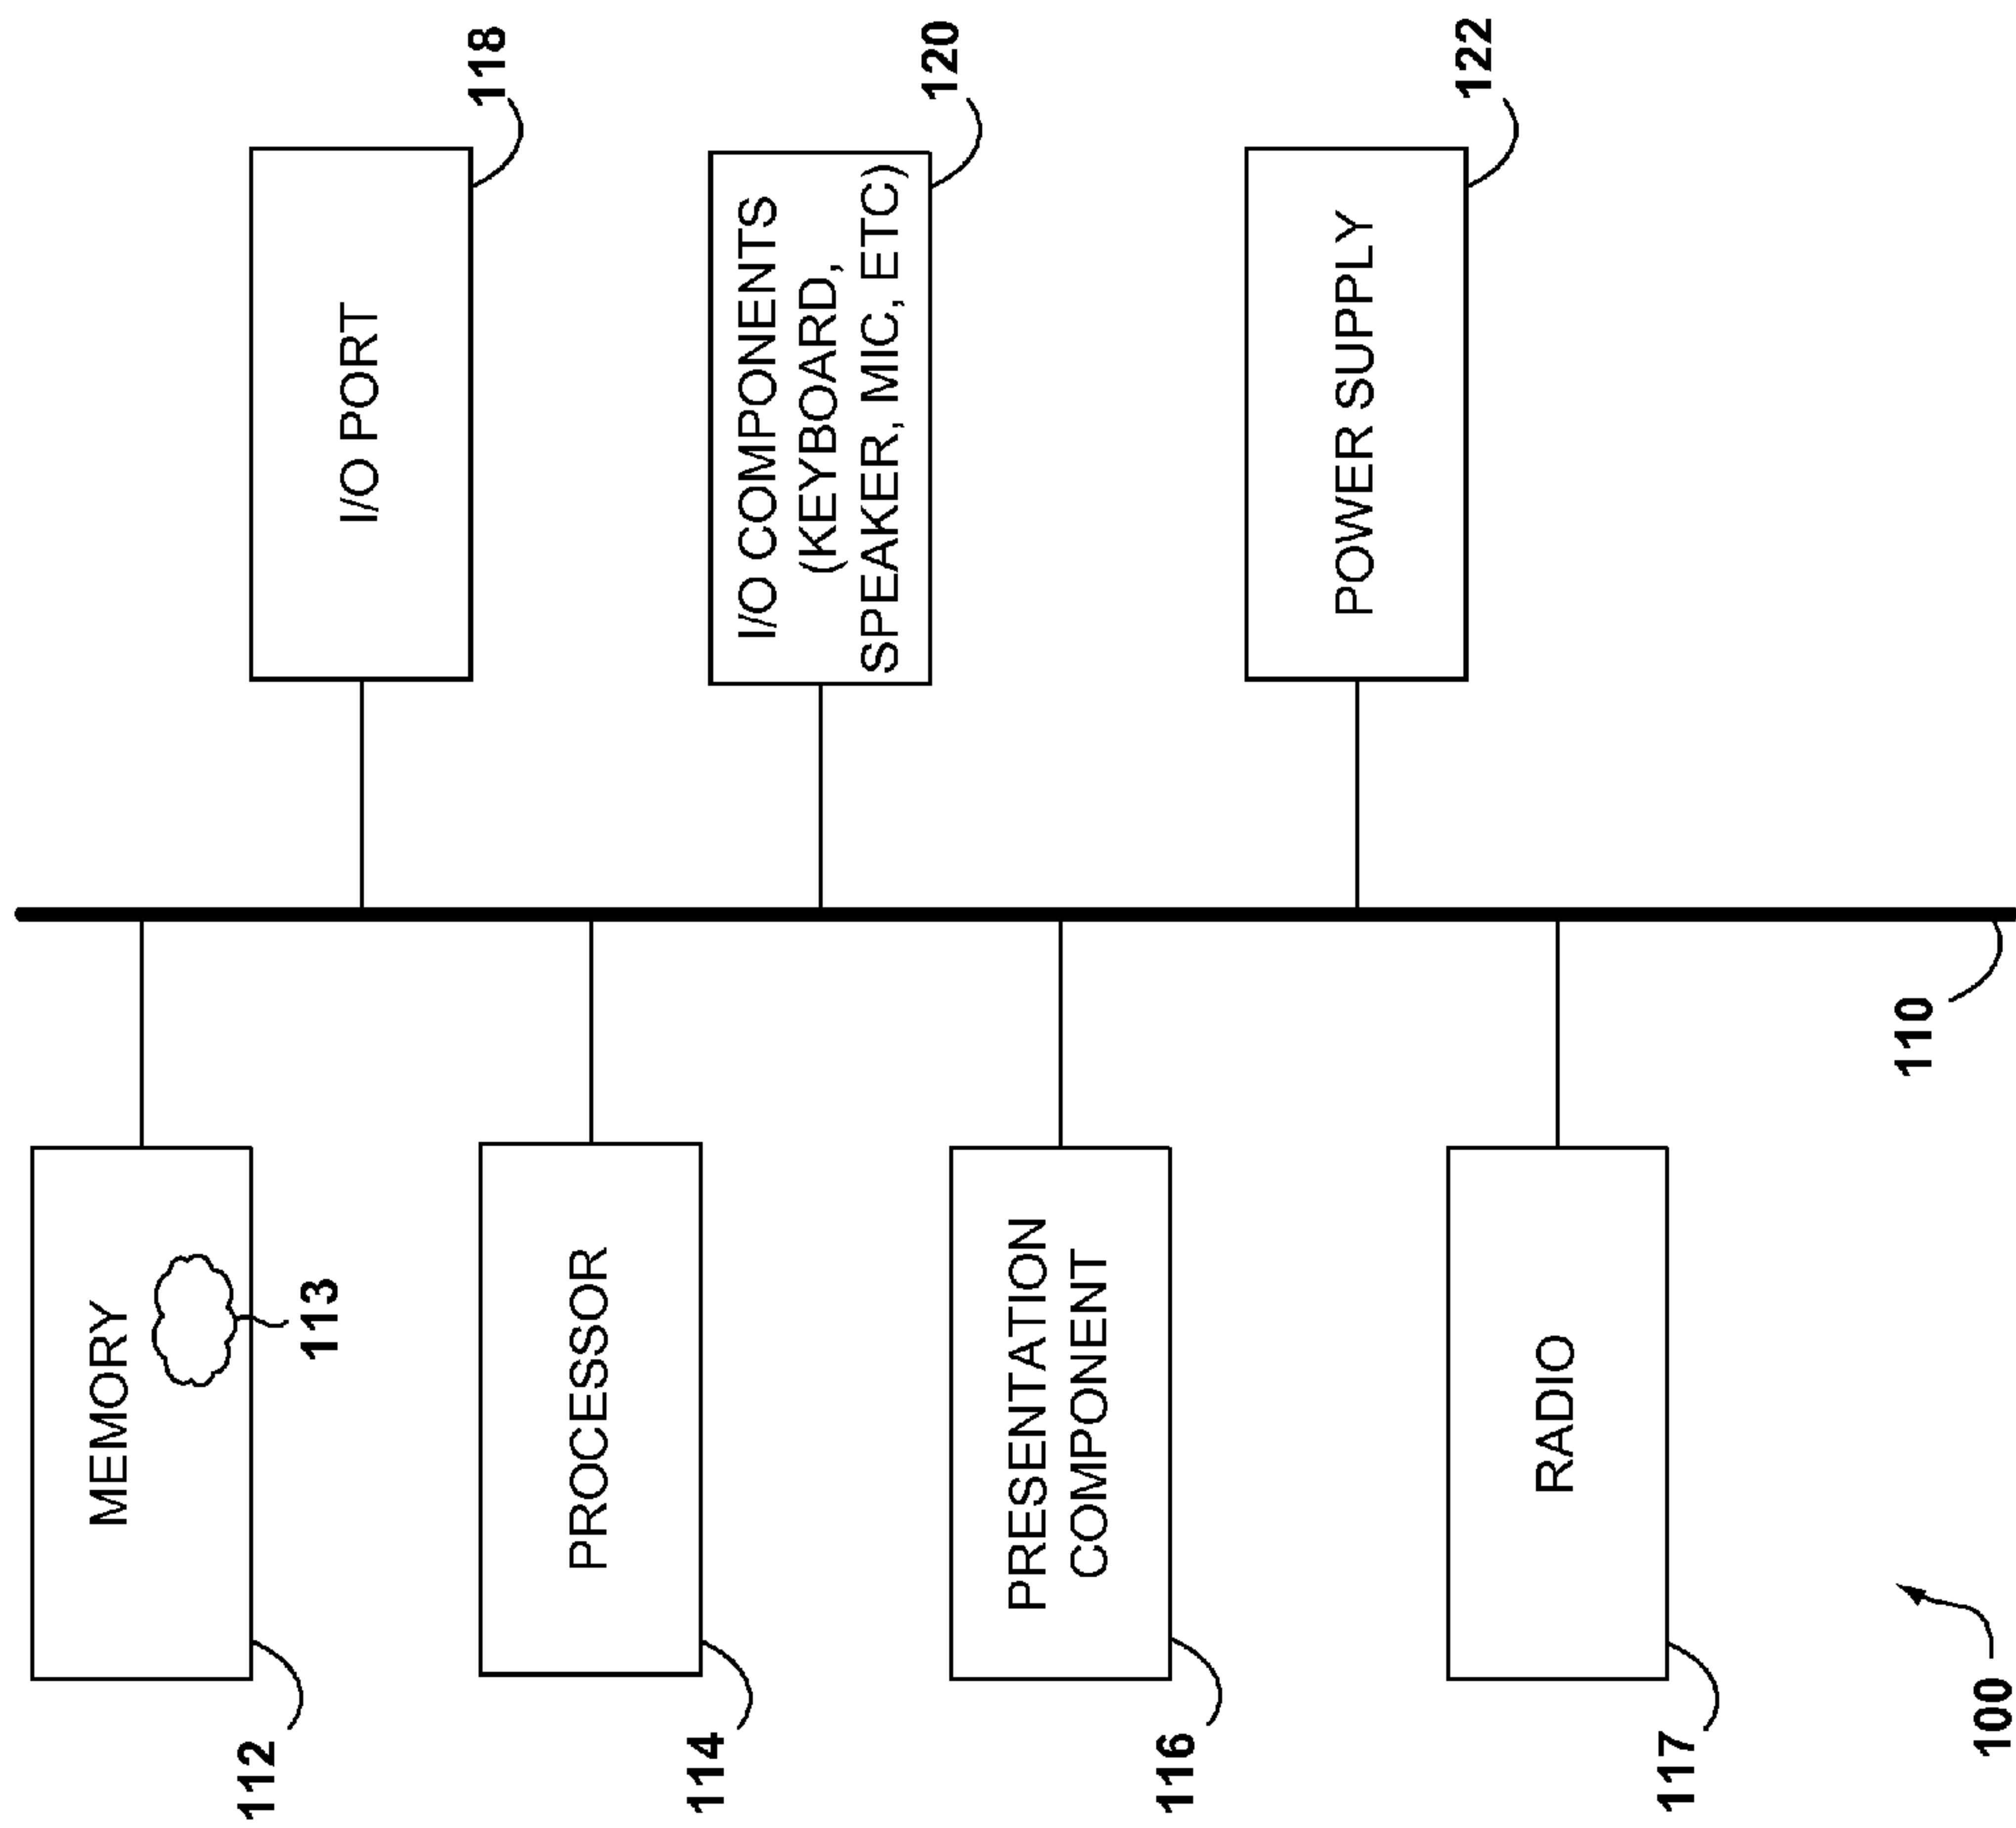 MEMORY
113
112
PROCESSOR
114
PRESENTATION
COMPONENT
116
RADIO
117
I/O PORT
118
I/O COMPONENTS
(KEYBOARD,
SPEAKER, MIC, ETC)
120
POWER SUPPLY
122
110
100